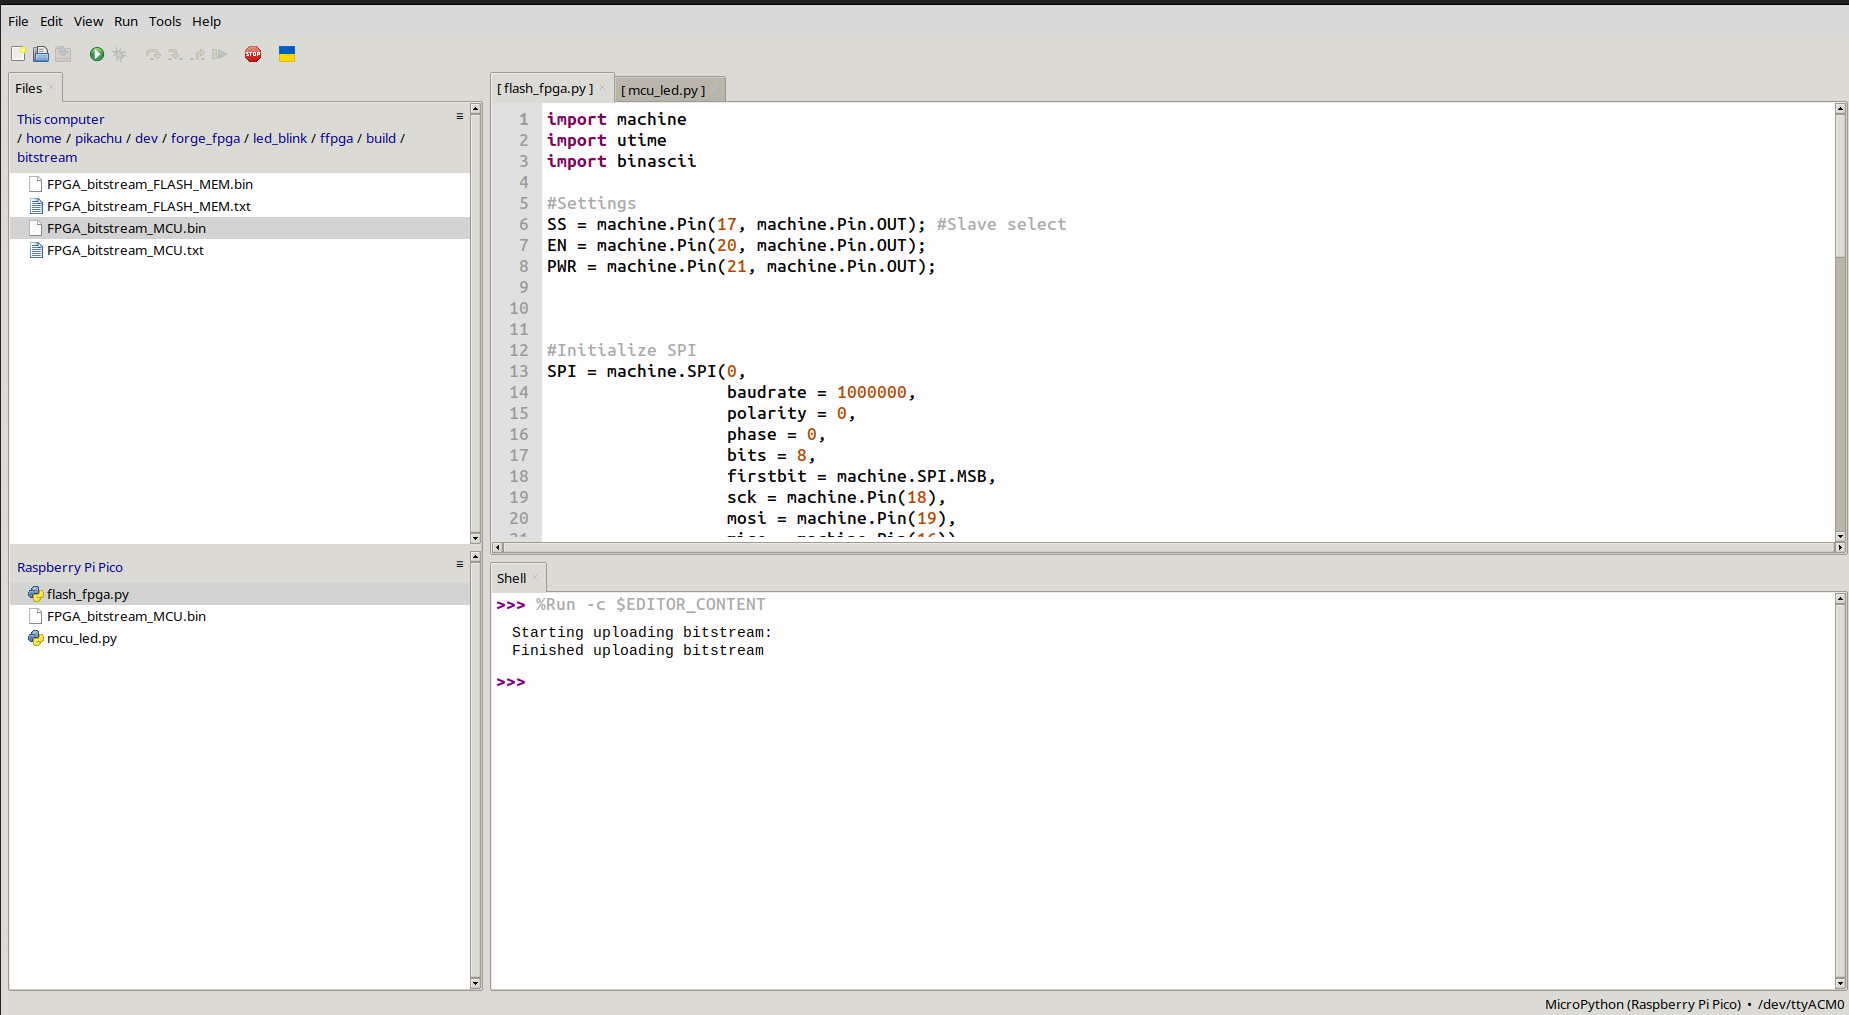 File Edit View Run Tools Help
STOP
Files
This computer
/ home / pikachu / dev / forge_fpga / led_blink / ffpga / build /
bitstream
FPGA_bitstream_FLASH_MEM.bin
FPGA_bitstream_FLASH_MEM.txt
FPGA_bitstream_MCU.bin
FPGA_bitstream_MCU.txt
Raspberry Pi Pico
flash_fpga.py
FPGA_bitstream_MCU.bin
mcu_led.py
[ flash_fpga.py ] [ mcu_led.py ]
1 import machine
2 import utime
3 import binascii
4
5 #Settings
6 SS = machine.Pin(17, machine.Pin.OUT); #Slave select
7 EN = machine.Pin(20, machine.Pin.OUT);
8 PWR = machine.Pin(21, machine.Pin.OUT);
9
10
11
12 #Initialize SPI
13 SPI = machine.SPI(0,
14 baudrate = 1000000,
15 polarity = 0,
16 phase = 0,
17 bits = 8,
18 firstbit = machine.SPI.MSB,
19 sck = machine.Pin(18),
20 mosi = machine.Pin(19),
Shell
>>> %Run -c $EDITOR_CONTENT
Starting uploading bitstream:
Finished uploading bitstream
>>>
MicroPython (Raspberry Pi Pico) • /dev/ttyACM0